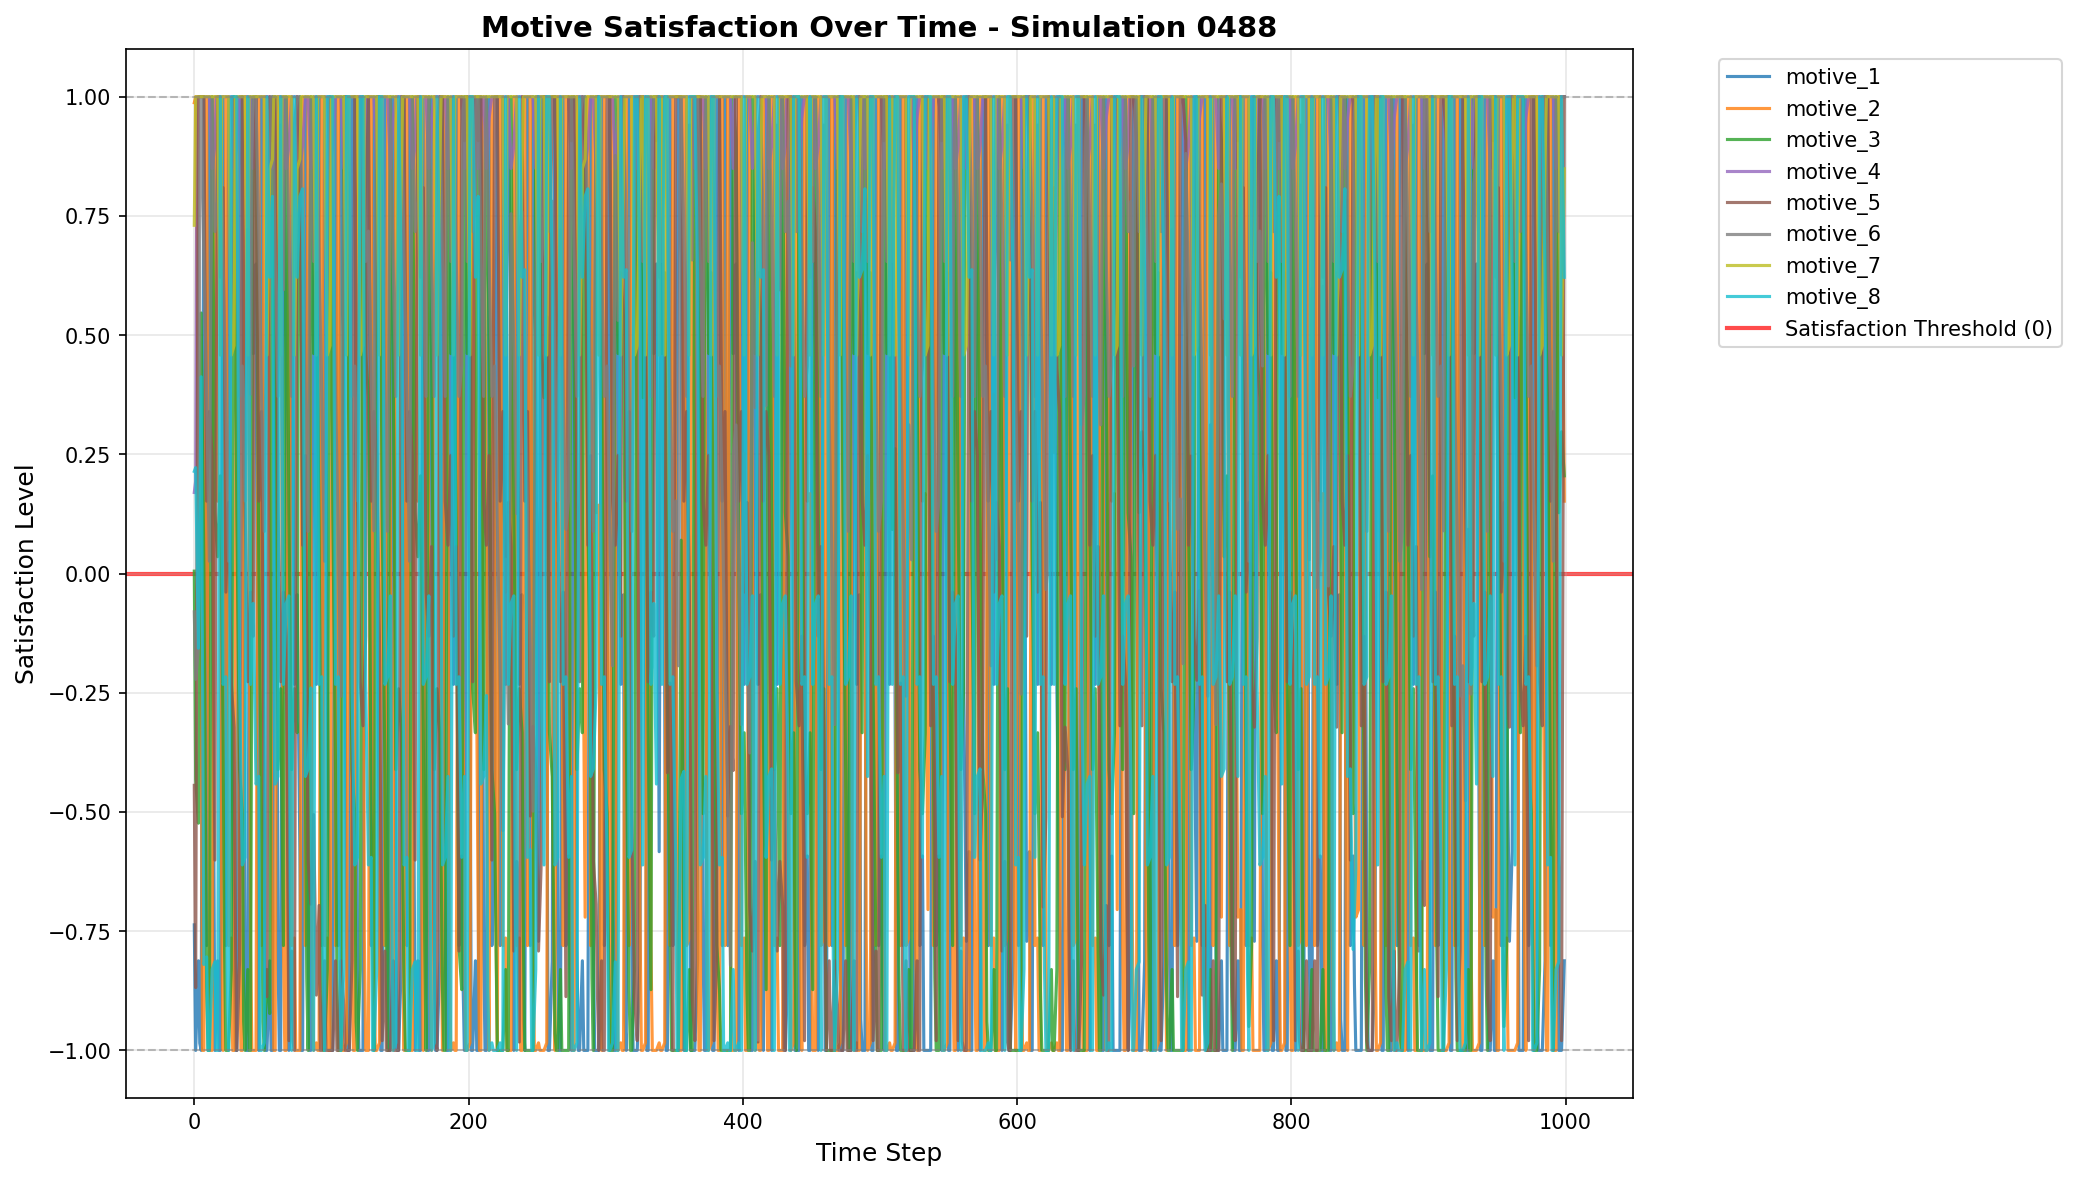 Motive Satisfaction Over Time - Simulation 0488
Satisfaction Level
1.00
0.75
0.50
0.25
0.00
−0.25
−0.50
−0.75
−1.00
0
200
400
600
800
1000
Time Step
motive_1
motive_2
motive_3
motive_4
motive_5
motive_6
motive_7
motive_8
Satisfaction Threshold (0)